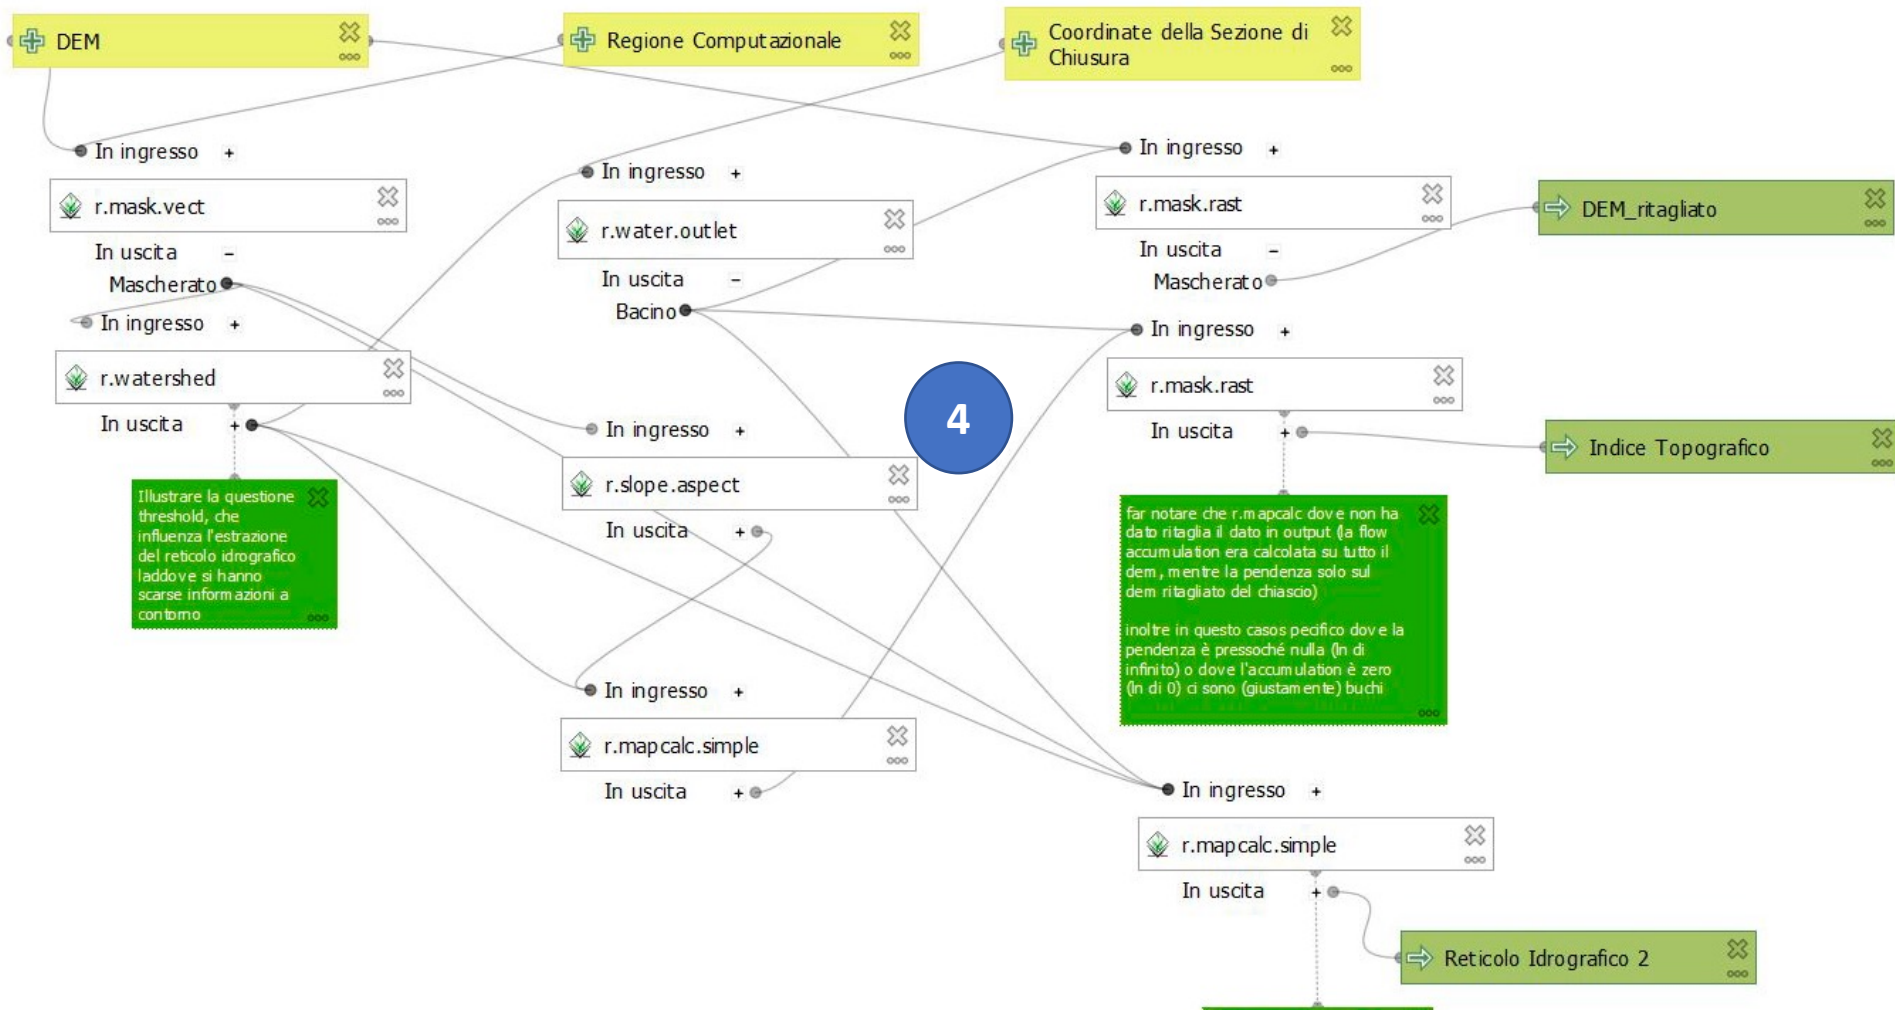 DEM
Regione Computazionale
Coordinate della Sezione di
Chiusura
In ingresso +
r.mask.vect
In uscita -
Mascherato
In ingresso +
r.water.outlet
In uscita -
Bacino
In ingresso +
r.mask.rast
In uscita -
Mascherato
DEM_ritagliato
In ingresso +
r.watershed
In uscita +
Illustrare la questione
threshold, che
influenza l'estrazione
del reticolo idrografico
laddove si hanno
scarse informazioni a
contorno
4
In ingresso +
r.slope.aspect
In uscita +
In ingresso +
r.mask.rast
In uscita +
Indice Topografico
far notare che r.mapcalc dove non ha
dato ritaglia il dato in output (la flow
accumulation era calcolata su tutto il
dem, mentre la pendenza solo sul
dem ritagliato del chiascio)
inoltre in questo casos pecifico dove la
pendenza è pressoché nulla (ln di
infinito) o dove l'accumulation è zero
(ln di 0) ci sono (giustamente) buchi
In ingresso +
r.mapcalc.simple
In uscita +
In ingresso +
r.mapcalc.simple
In uscita +
Reticolo Idrografico 2